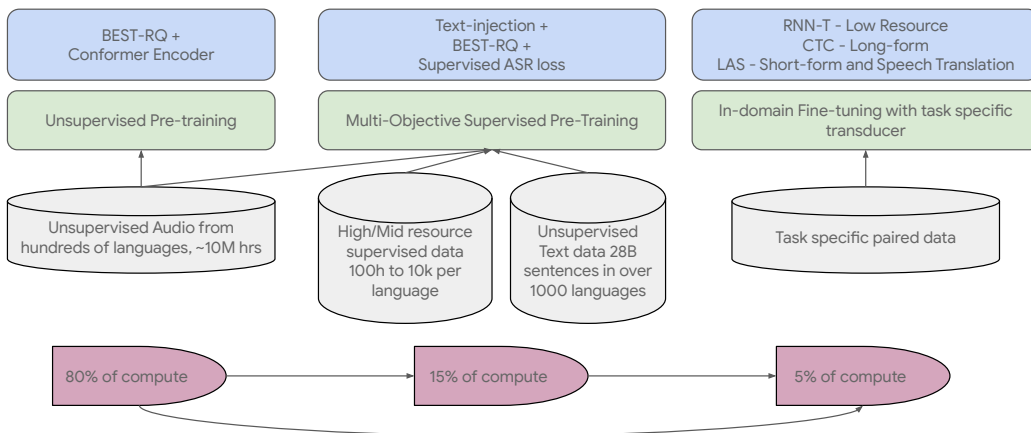 BEST-RQ +
Conformer Encoder
Text-injection +
BEST-RQ +
Supervised ASR loss
RNN-T - Low Resource
CTC - Long-form
LAS - Short-form and Speech Translation
Unsupervised Pre-training
Multi-Objective Supervised Pre-Training
In-domain Fine-tuning with task specific
transducer
Unsupervised Audio from
hundreds of languages, ~10M hrs
High/Mid resource
supervised data
100h to 10k per
language
Unsupervised
Text data 28B
sentences in over
1000 languages
Task specific paired data
80% of compute
15% of compute
5% of compute